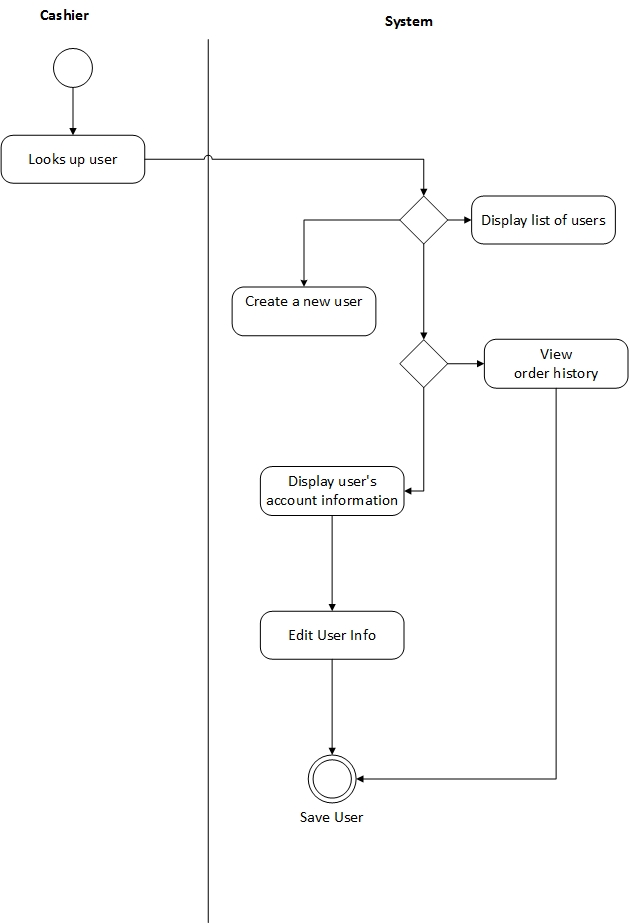 Cashier
System
Looks up user
Display list of users
Create a new user
View
order history
Display user's
account information
Edit User Info
Save User